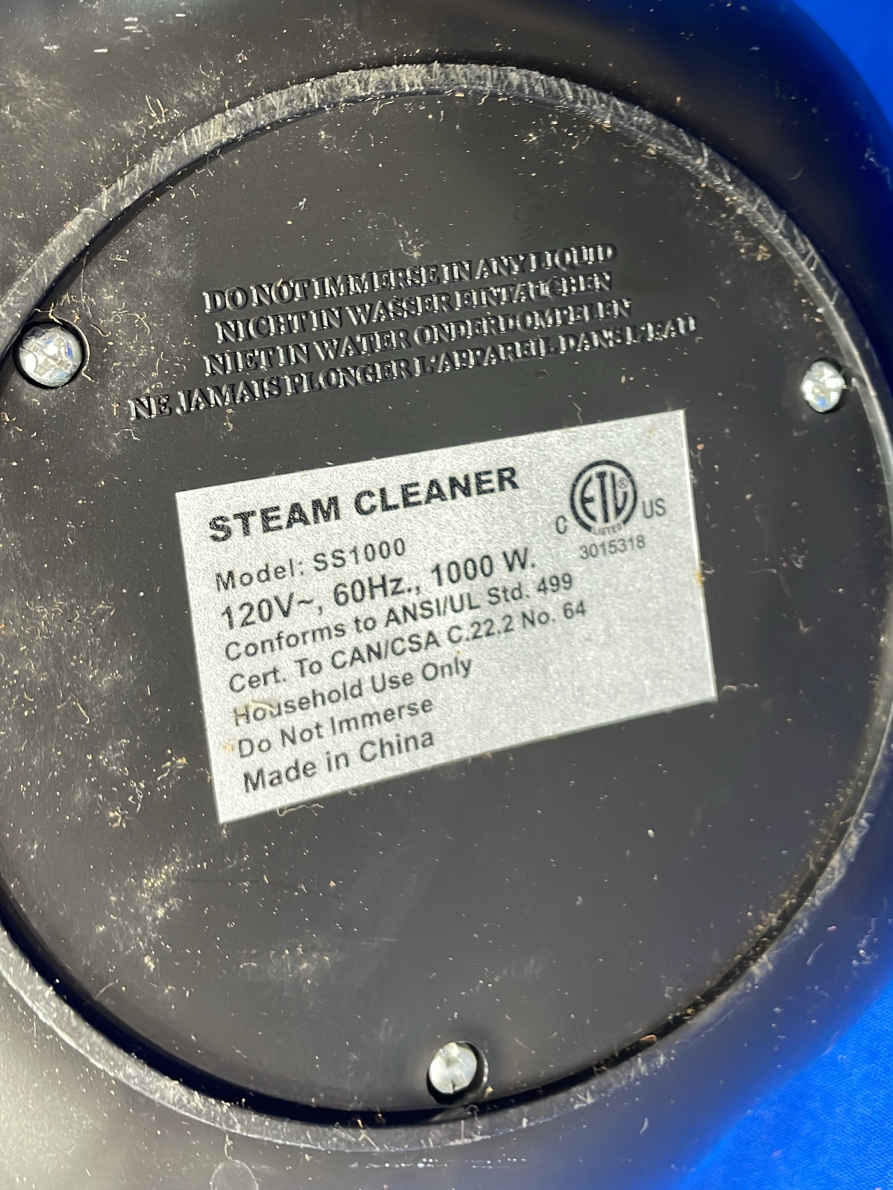 DO NOT IMMERSE IN ANY LIQUID
NICHT IN WASSER EINTAUCHEN
NIET IN WATER ONDERDOMPELEN
NE JAMAIS PLONGER L'APPAREIL DANS L'EAU
STEAM CLEANER
C ETL ® US
LISTED
3015318
Model: SS1000
120V~, 60Hz., 1000 W.
Conforms to ANSI/UL Std. 499
Cert. To CAN/CSA C.22.2 No. 64
Household Use Only
Do Not Immerse
Made in China